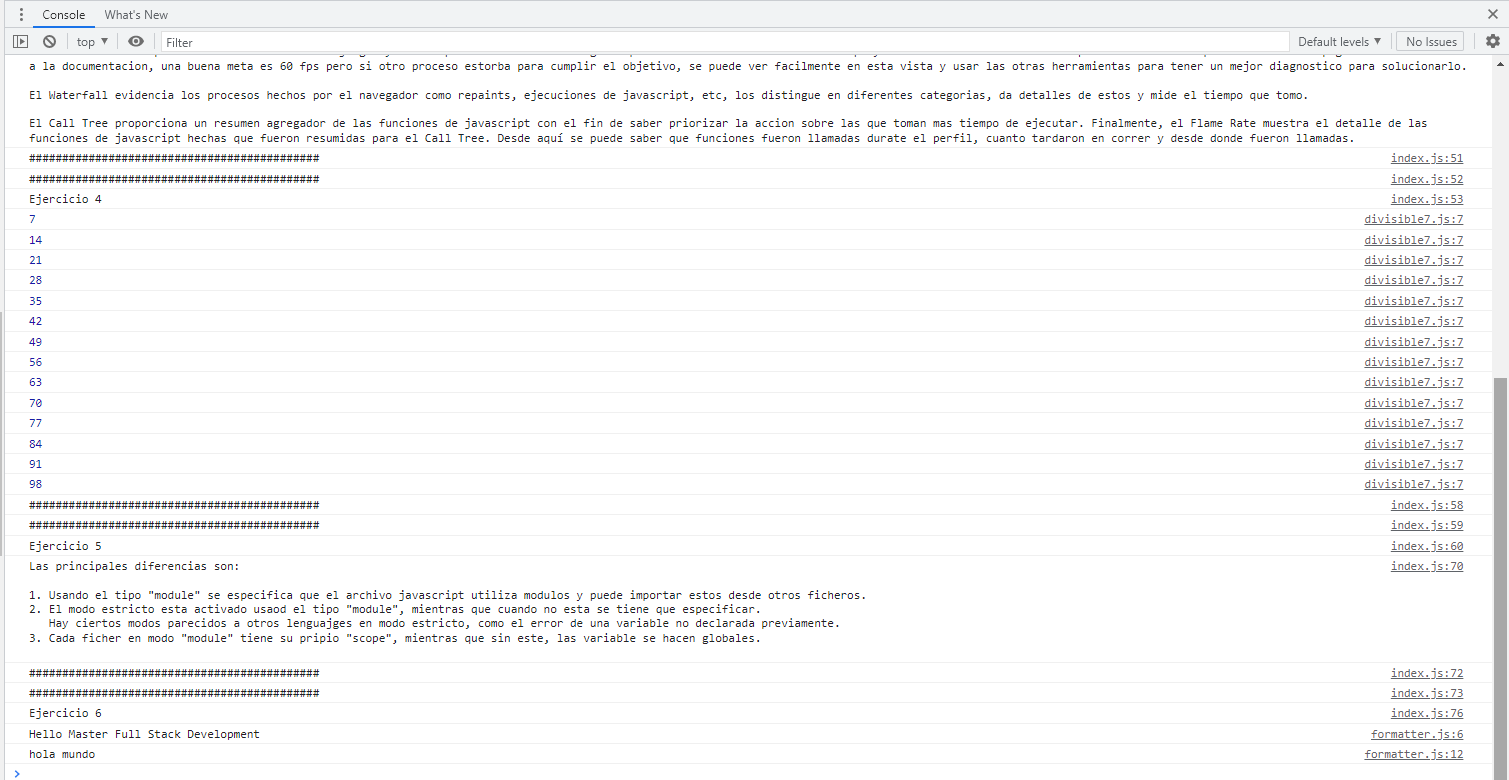 Console What's New
top Filter Default levels No Issues
a la documentacion, una buena meta es 60 fps pero si otro proceso estorba para cumplir el objetivo, se puede ver facilmente en esta vista y usar las otras herramientas para tener un mejor diagnostico para solucionarlo.
El Waterfall evidencia los procesos hechos por el navegador como repaints, ejecuciones de javascript, etc, los distingue en diferentes categorias, da detalles de estos y mide el tiempo que tomo.
El Call Tree proporciona un resumen agregador de las funciones de javascript con el fin de saber priorizar la accion sobre las que toman mas tiempo de ejecutar. Finalmente, el Flame Rate muestra el detalle de las
funciones de javascript hechas que fueron resumidas para el Call Tree. Desde aquí se puede saber que funciones fueron llamadas durate el perfil, cuanto tardaron en correr y desde donde fueron llamadas.
############################################ index.js:51
############################################ index.js:52
Ejercicio 4 index.js:53
7 divisible7.js:7
14 divisible7.js:7
21 divisible7.js:7
28 divisible7.js:7
35 divisible7.js:7
42 divisible7.js:7
49 divisible7.js:7
56 divisible7.js:7
63 divisible7.js:7
70 divisible7.js:7
77 divisible7.js:7
84 divisible7.js:7
91 divisible7.js:7
98 divisible7.js:7
############################################ index.js:58
############################################ index.js:59
Ejercicio 5 index.js:60
Las principales diferencias son: index.js:70
1. Usando el tipo "module" se especifica que el archivo javascript utiliza modulos y puede importar estos desde otros ficheros.
2. El modo estricto esta activado usaod el tipo "module", mientras que cuando no esta se tiene que especificar.
Hay ciertos modos parecidos a otros lenguajges en modo estricto, como el error de una variable no declarada previamente.
3. Cada ficher en modo "module" tiene su pripio "scope", mientras que sin este, las variable se hacen globales.
############################################ index.js:72
############################################ index.js:73
Ejercicio 6 index.js:76
Hello Master Full Stack Development formatter.js:6
hola mundo formatter.js:12